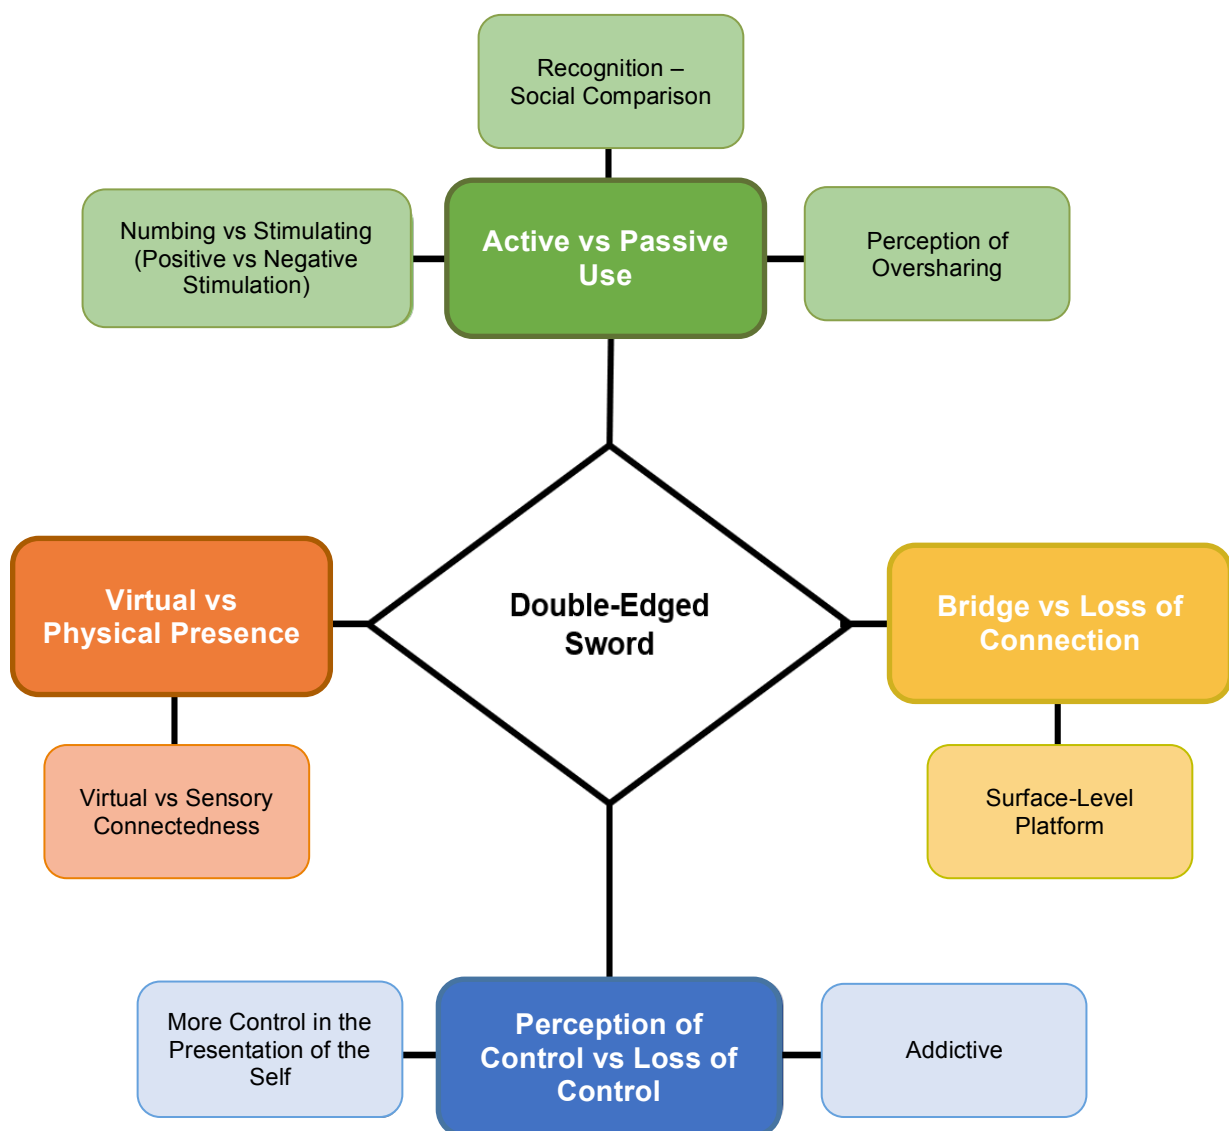 Recognition –
Social Comparison
Numbing vs Stimulating
(Positive vs Negative
Stimulation)
Active vs Passive
Use
Perception of
Oversharing
Virtual vs
Physical Presence
Double-Edged
Sword
Bridge vs Loss of
Connection
Virtual vs Sensory
Connectedness
Surface-Level
Platform
More Control in the
Presentation of the
Self
Perception of
Control vs Loss of
Control
Addictive